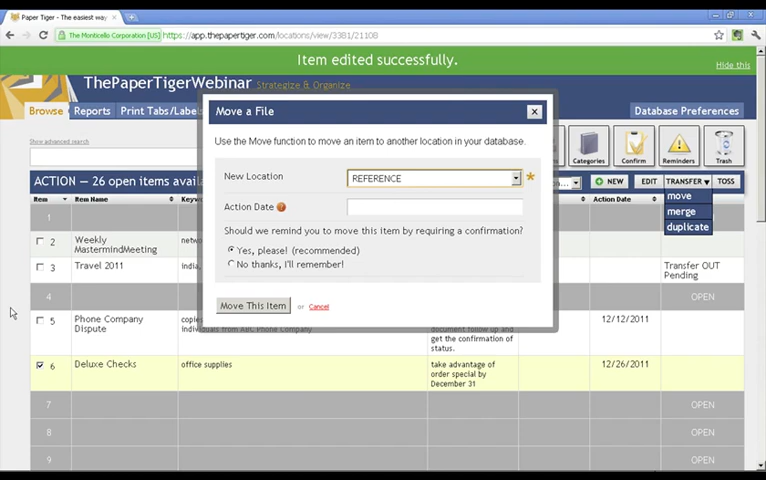 Paper Tiger - The easiest way
The Monticello Corporation [US] https://app.thepapertiger.com/locations/view/3381/21108
Item edited successfully.
Hide this
ThePaperTigerWebinar Strategize & Organize
Browse Reports Print Tabs/Labels Database Preferences
Show advanced search
Categories Confirm Reminders Trash
ACTION — 26 open items avail
NEW EDIT TRANSFER TOSS
Item Item Name Keyw Action Date
move
merge
duplicate
Move a File
Use the Move function to move an item to another location in your database.
New Location REFERENCE *
Action Date ?
Should we remind you to move this item by requiring a confirmation?
Yes, please! (recommended)
No thanks, I'll remember!
Move This Item or Cancel
1
2 Weekly MastermindMeeting netwo
3 Travel 2011 india, Transfer OUT Pending
4 OPEN
5 Phone Company Dispute copies individuals from ABC Phone Company document follow up and get the confirmation of status. 12/12/2011
6 Deluxe Checks office supplies take advantage of order special by December 31 12/26/2011
7 OPEN
8 OPEN
9 OPEN